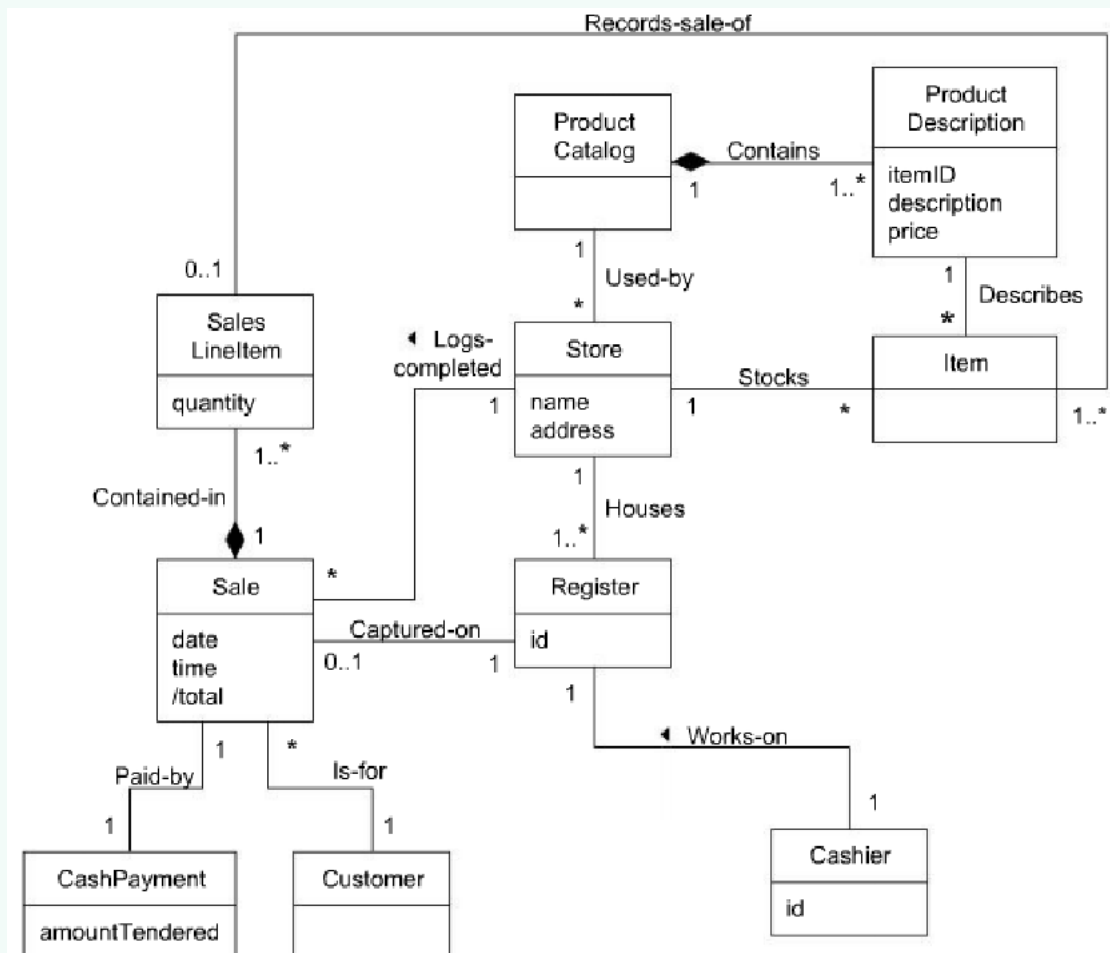 Records-sale-of
Product
Catalog
Contains
1
1..*
Product
Description
itemID
description
price
1
Used-by
*
1
Describes
*
0..1
Sales
LineItem
quantity
1..*
Logs-
completed
1
*
Store
name
address
Stocks
1
*
Item
1..*
1
Houses
1..*
Contained-in
1
Sale
date
time
/total
Captured-on
0..1
1
Register
id
1
Works-on
1
Cashier
id
1
Paid-by
1
CashPayment
amountTendered
*
Is-for
1
Customer